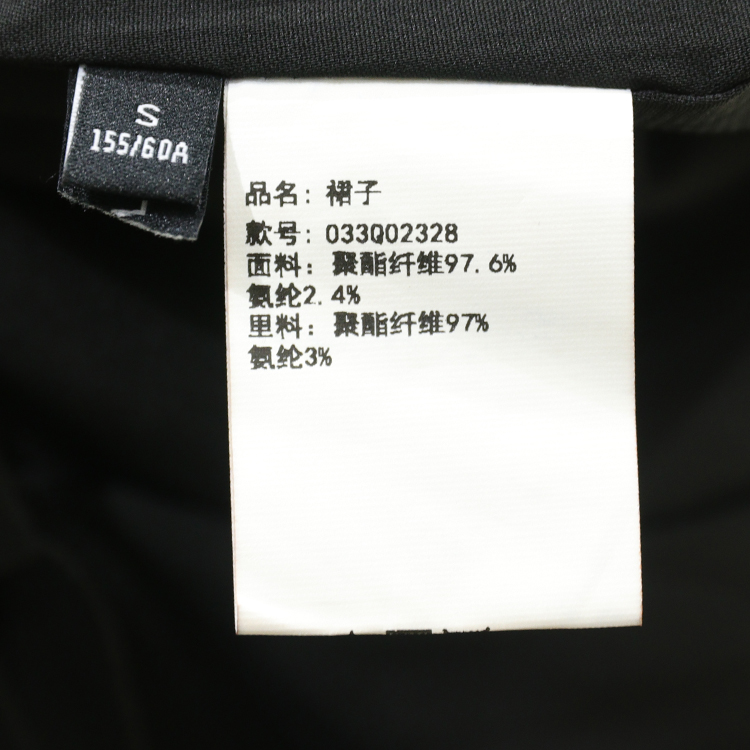 S
155/60A
品名：裙子
款号：033Q02328
面料：聚酯纤维97.6%
氨纶2.4%
里料：聚酯纤维97%
氨纶3%